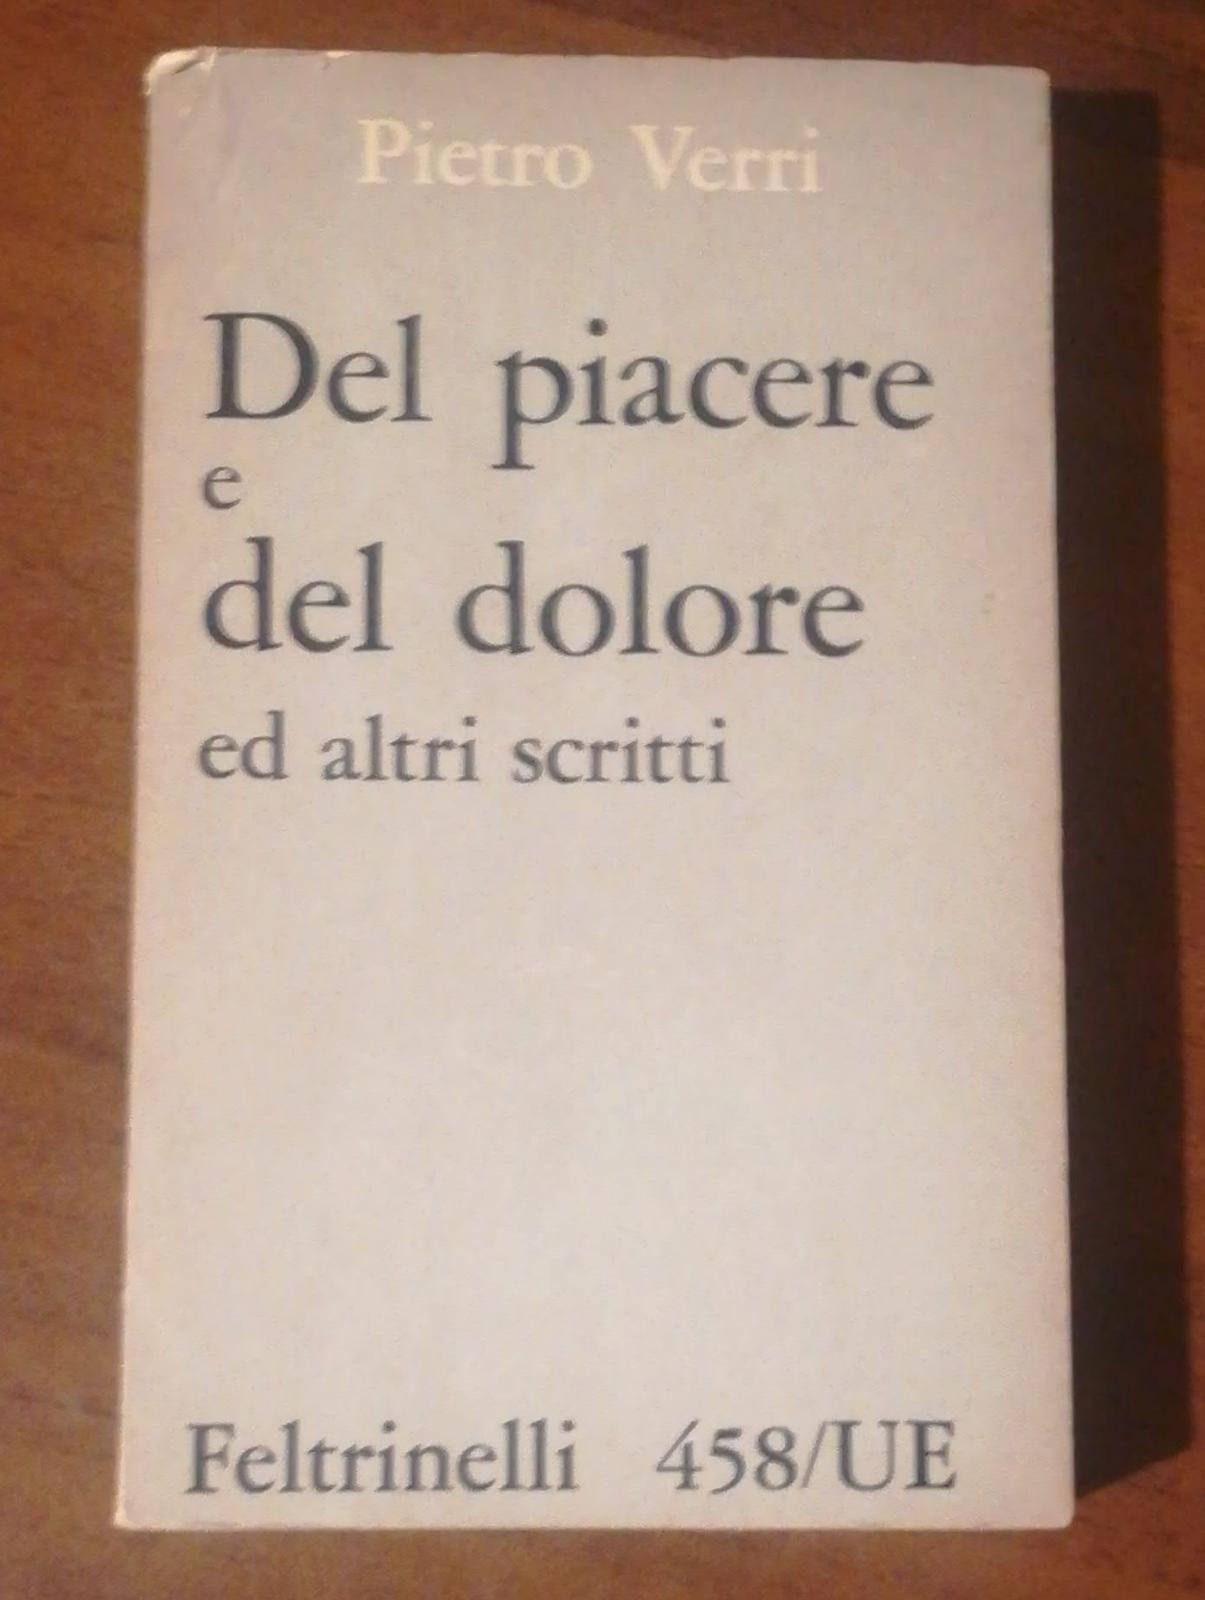 Pietro Verri
Del piacere
e
del dolore
ed altri scritti
Feltrinelli 458/UE